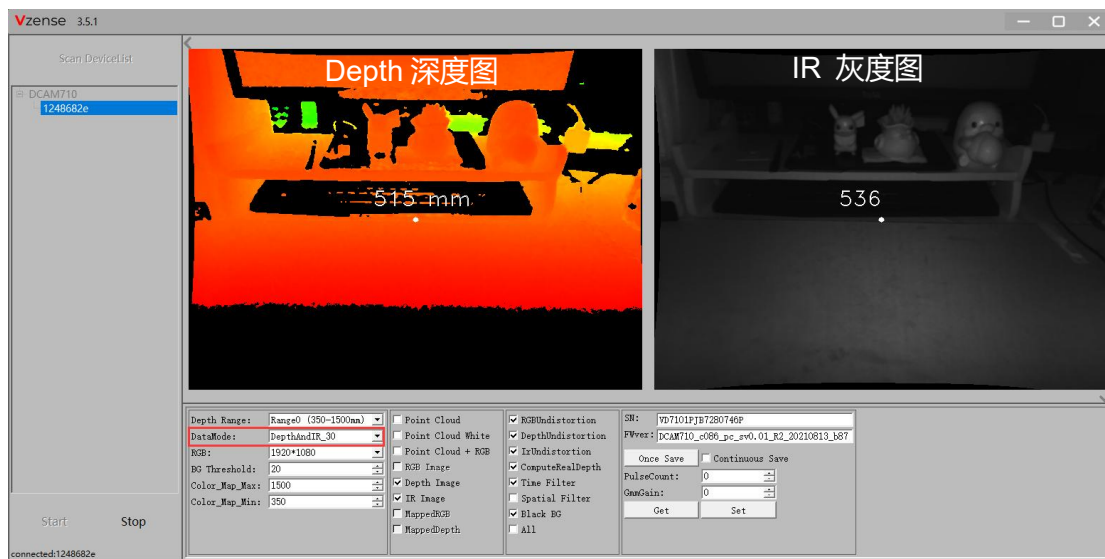 Vzense 3.5.1
Scan DeviceList
DCAM710
1248682e
Depth 深度图
IR 灰度图
515 mm
536
Depth Range: Range0 (350-1500mm)
DataMode: DepthAndIR_30
RGB: 1920*1080
BG Threshold: 20
Color_Map_Max: 1500
Color_Map_Min: 350
Point Cloud
Point Cloud White
Point Cloud + RGB
RGB Image
Depth Image
IR Image
MappedRGB
MappedDepth
RGBUndistortion
DepthUndistortion
IrUndistortion
ComputeRealDepth
Time Filter
Spatial Filter
Black BG
All
SN: VD7101PJB7280746P
FWver: DCAM710_c086_pc_sv0.01_R2_20210813_b87
Once Save Continuous Save
PulseCount: 0
GmmGain: 0
Get Set
Start Stop
connected:1248682e